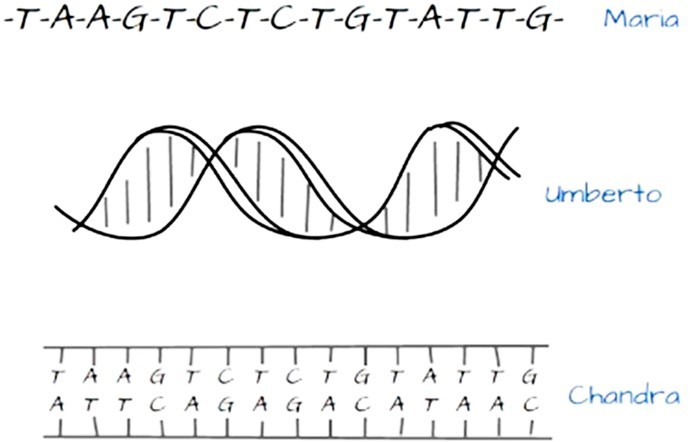 -T-A-A-G-T-C-T-C-T-G-T-A-T-T-G- Maria
Umberto
T A A G T C T C T G T A T T G
A T T C A G A G A C A T A A C
Chandra